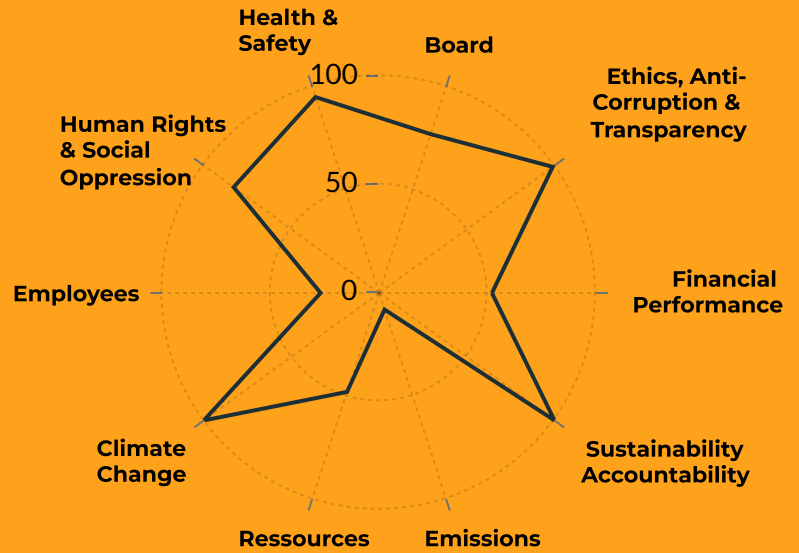 Health &
Safety
Board
100
Ethics, Anti-
Corruption &
Transparency
Human Rights
& Social
Oppression
50
Employees
0
Financial
Performance
Climate
Change
Sustainability
Accountability
Ressources
Emissions